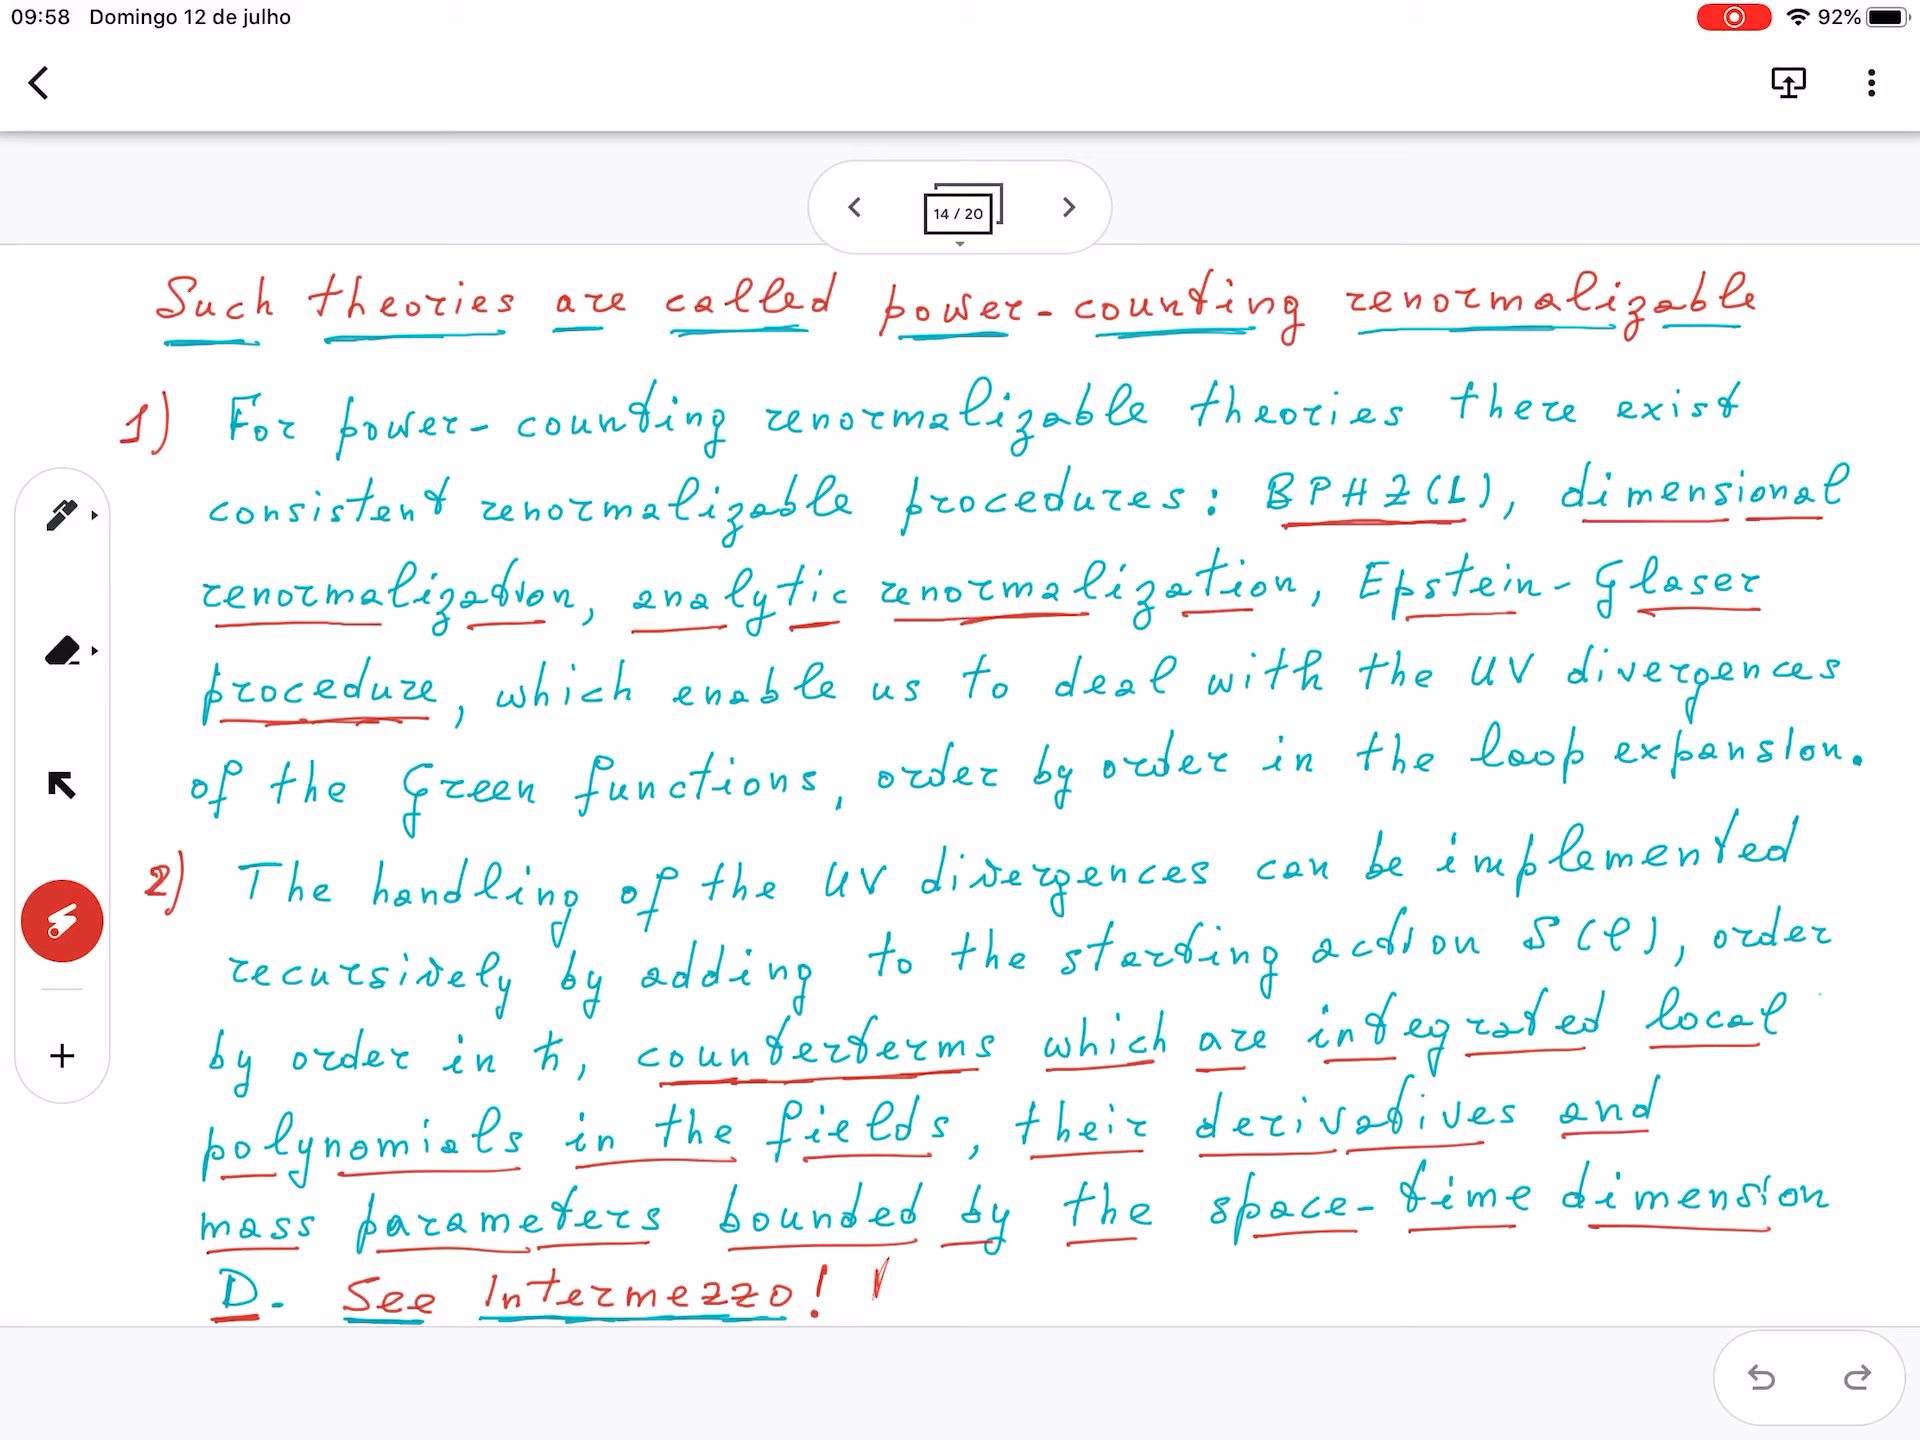 09:58 Domingo 12 de julho
92%
14 / 20
Such theories are called power-counting renormalizable
1) For power-counting renormalizable theories there exist
consistent renormalizable procedures: BPHZ(L), dimensional
renormalization, analytic renormalization, Epstein-Glaser
procedure, which enable us to deal with the UV divergences
of the Green functions, order by order in the loop expansion.
2) The handling of the UV divergences can be implemented
recursively by adding to the starting action S(φ), order
by order in ħ, counterterms which are integrated local
polynomials in the fields, their derivatives and
mass parameters bounded by the space-time dimension
D. See Intermezzo!